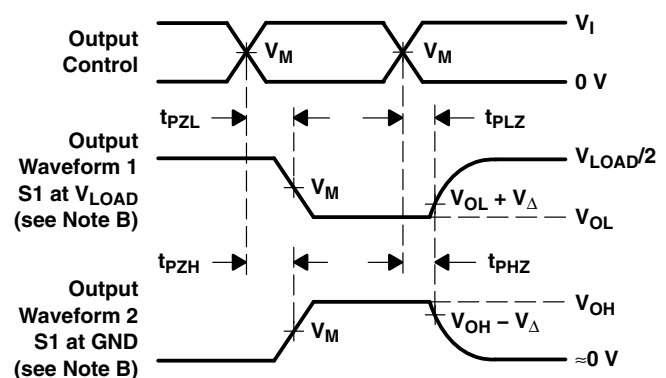 Output
Control
V_M
V_M
V_I
0 V
t_PZL
t_PLZ
Output
Waveform 1
S1 at V_LOAD
(see Note B)
V_M
V_LOAD/2
V_OL + V_Δ
V_OL
t_PZH
t_PHZ
Output
Waveform 2
S1 at GND
(see Note B)
V_M
V_OH
V_OH − V_Δ
≈0 V